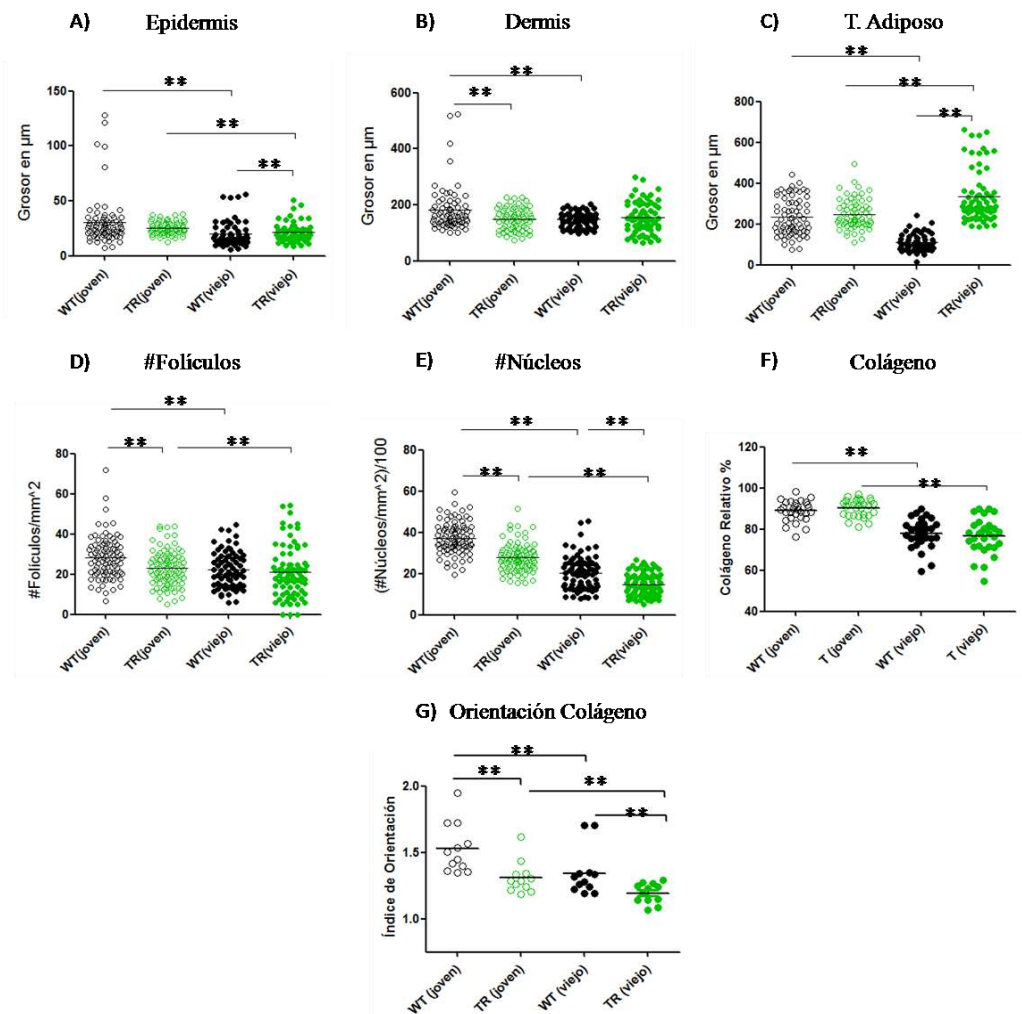 A) Epidermis
Grosor en µm
150
100
50
0
**
**
**
WT(joven)
TR(joven)
WT(viejo)
TR(viejo)
B) Dermis
Grosor en µm
600
400
200
0
**
**
WT(joven)
TR(joven)
WT(viejo)
TR(viejo)
C) T. Adiposo
Grosor en µm
800
600
400
200
0
**
**
**
WT(joven)
TR(joven)
WT(viejo)
TR(viejo)
D) #Folículos
#Foliculos/mm^2
80
60
40
20
0
**
**
**
WT(joven)
TR(joven)
WT(viejo)
TR(viejo)
E) #Núcleos
(#Núcleos/mm^2)/100
80
60
40
20
0
**
**
**
**
WT(joven)
TR(joven)
WT(viejo)
TR(viejo)
F) Colágeno
Colágeno Relativo %
120
100
80
60
40
**
**
WT (joven)
T (joven)
WT (viejo)
T (viejo)
G) Orientación Colágeno
Índice de Orientación
2.0
1.5
1.0
**
**
**
**
WT (joven)
TR (joven)
WT (viejo)
TR (viejo)